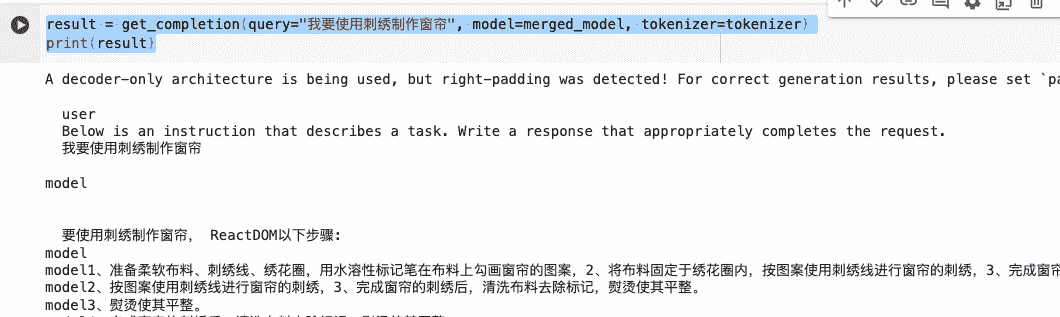 result = get_completion(query="我要使用刺绣制作窗帘", model=merged_model, tokenizer=tokenizer)
print(result)
A decoder-only architecture is being used, but right-padding was detected! For correct generation results, please set `pa
user
Below is an instruction that describes a task. Write a response that appropriately completes the request.
我要使用刺绣制作窗帘
model
要使用刺绣制作窗帘， ReactDOM以下步骤:
model
model1、准备柔软布料、刺绣线、绣花圈，用水溶性标记笔在布料上勾画窗帘的图案，2、将布料固定于绣花圈内，按图案使用刺绣线进行窗帘的刺绣，3、完成窗帘
model2、按图案使用刺绣线进行窗帘的刺绣，3、完成窗帘的刺绣后，清洗布料去除标记，熨烫使其平整。
model3、熨烫使其平整。